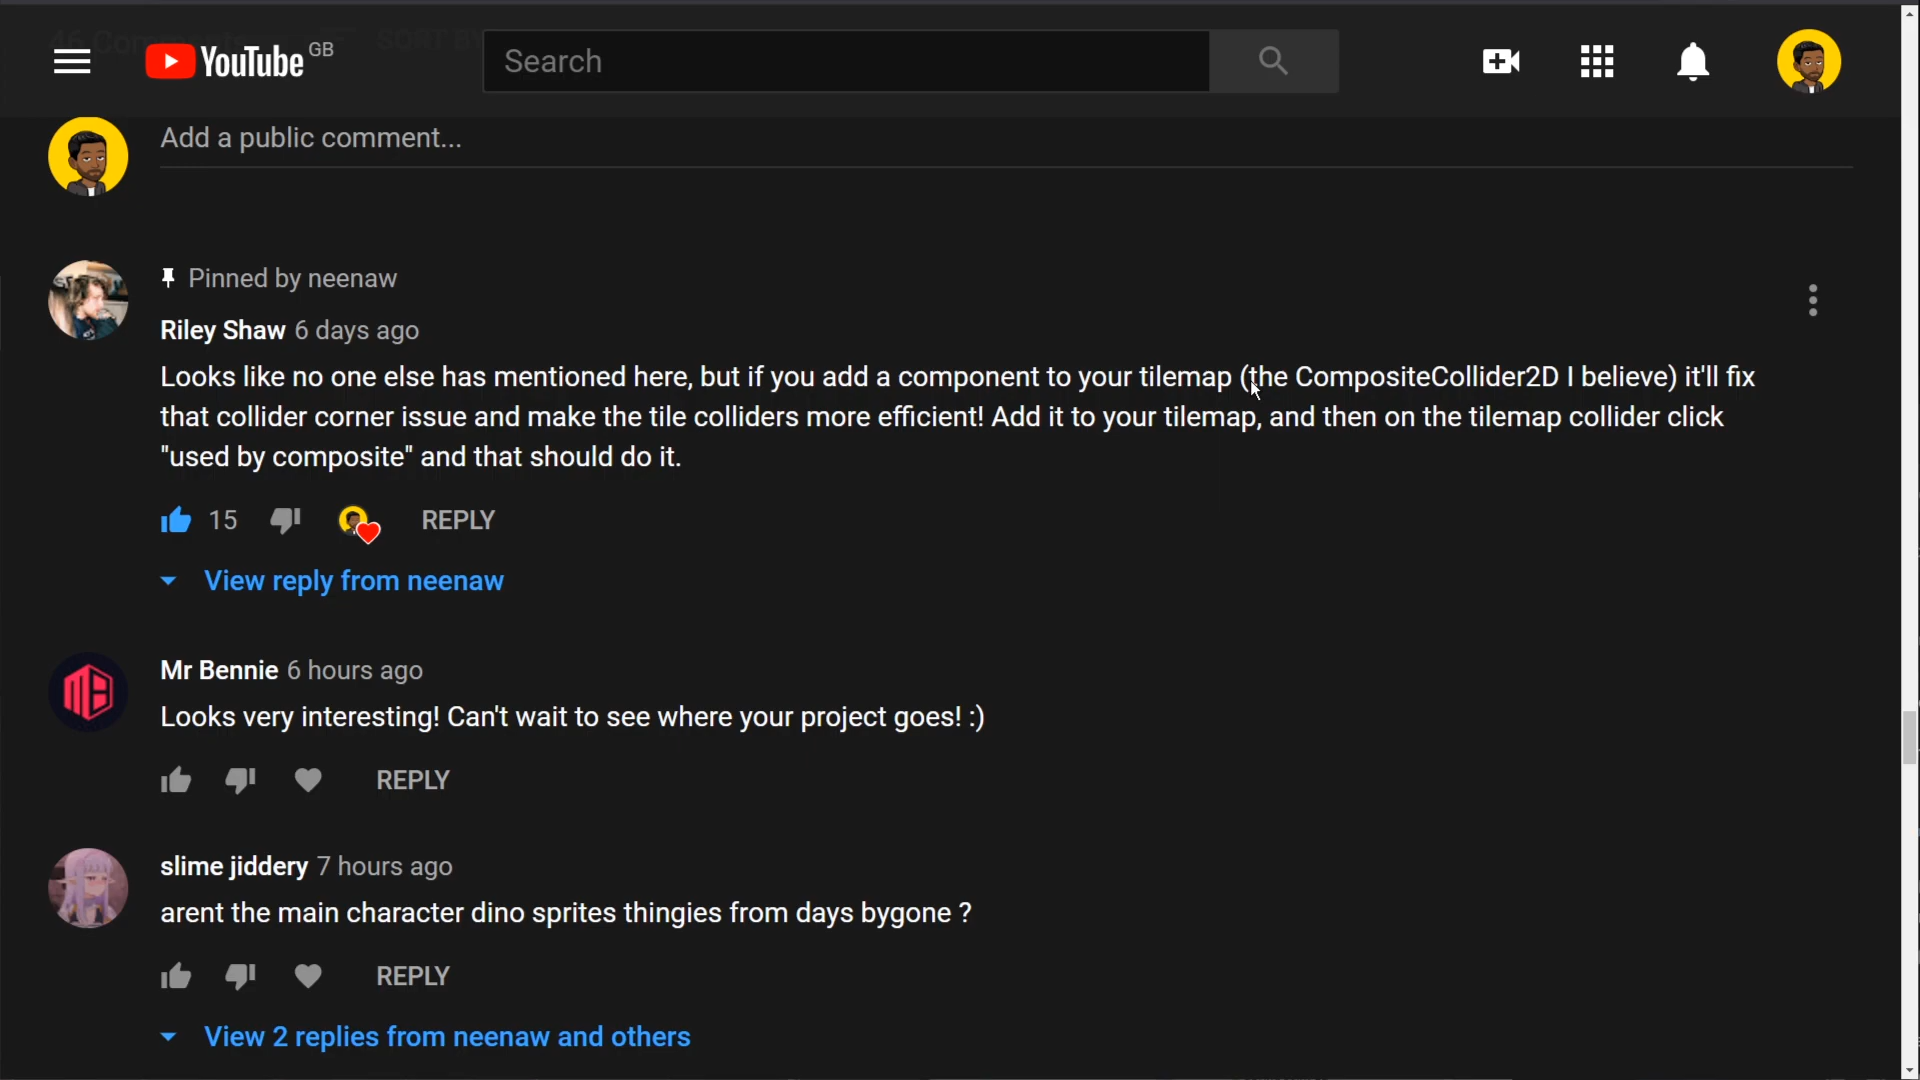 46 Comments SORT BY
YouTube GB
Search
Add a public comment...
Pinned by neenaw
Riley Shaw 6 days ago
Looks like no one else has mentioned here, but if you add a component to your tilemap (the CompositeCollider2D I believe) it'll fix
that collider corner issue and make the tile colliders more efficient! Add it to your tilemap, and then on the tilemap collider click
"used by composite" and that should do it.
15 REPLY
View reply from neenaw
Mr Bennie 6 hours ago
Looks very interesting! Can't wait to see where your project goes! :)
REPLY
slime jiddery 7 hours ago
arent the main character dino sprites thingies from days bygone ?
REPLY
View 2 replies from neenaw and others